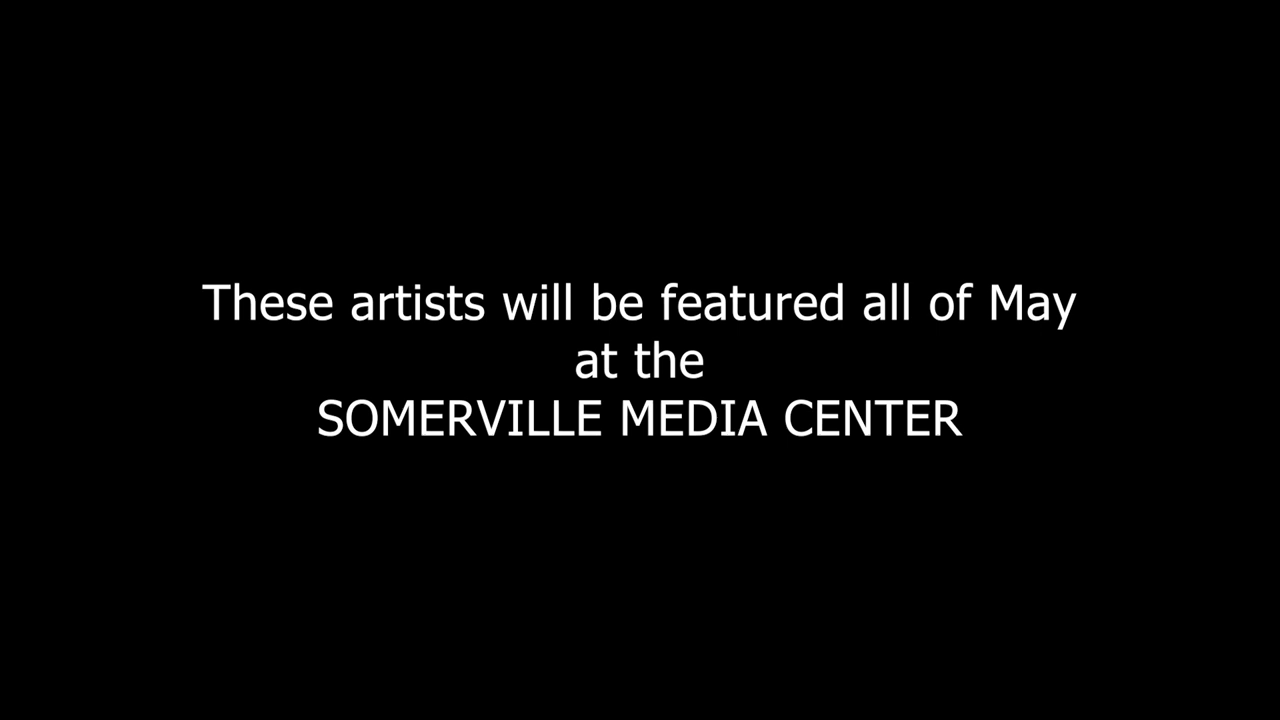 These artists will be featured all of May
at the
SOMERVILLE MEDIA CENTER